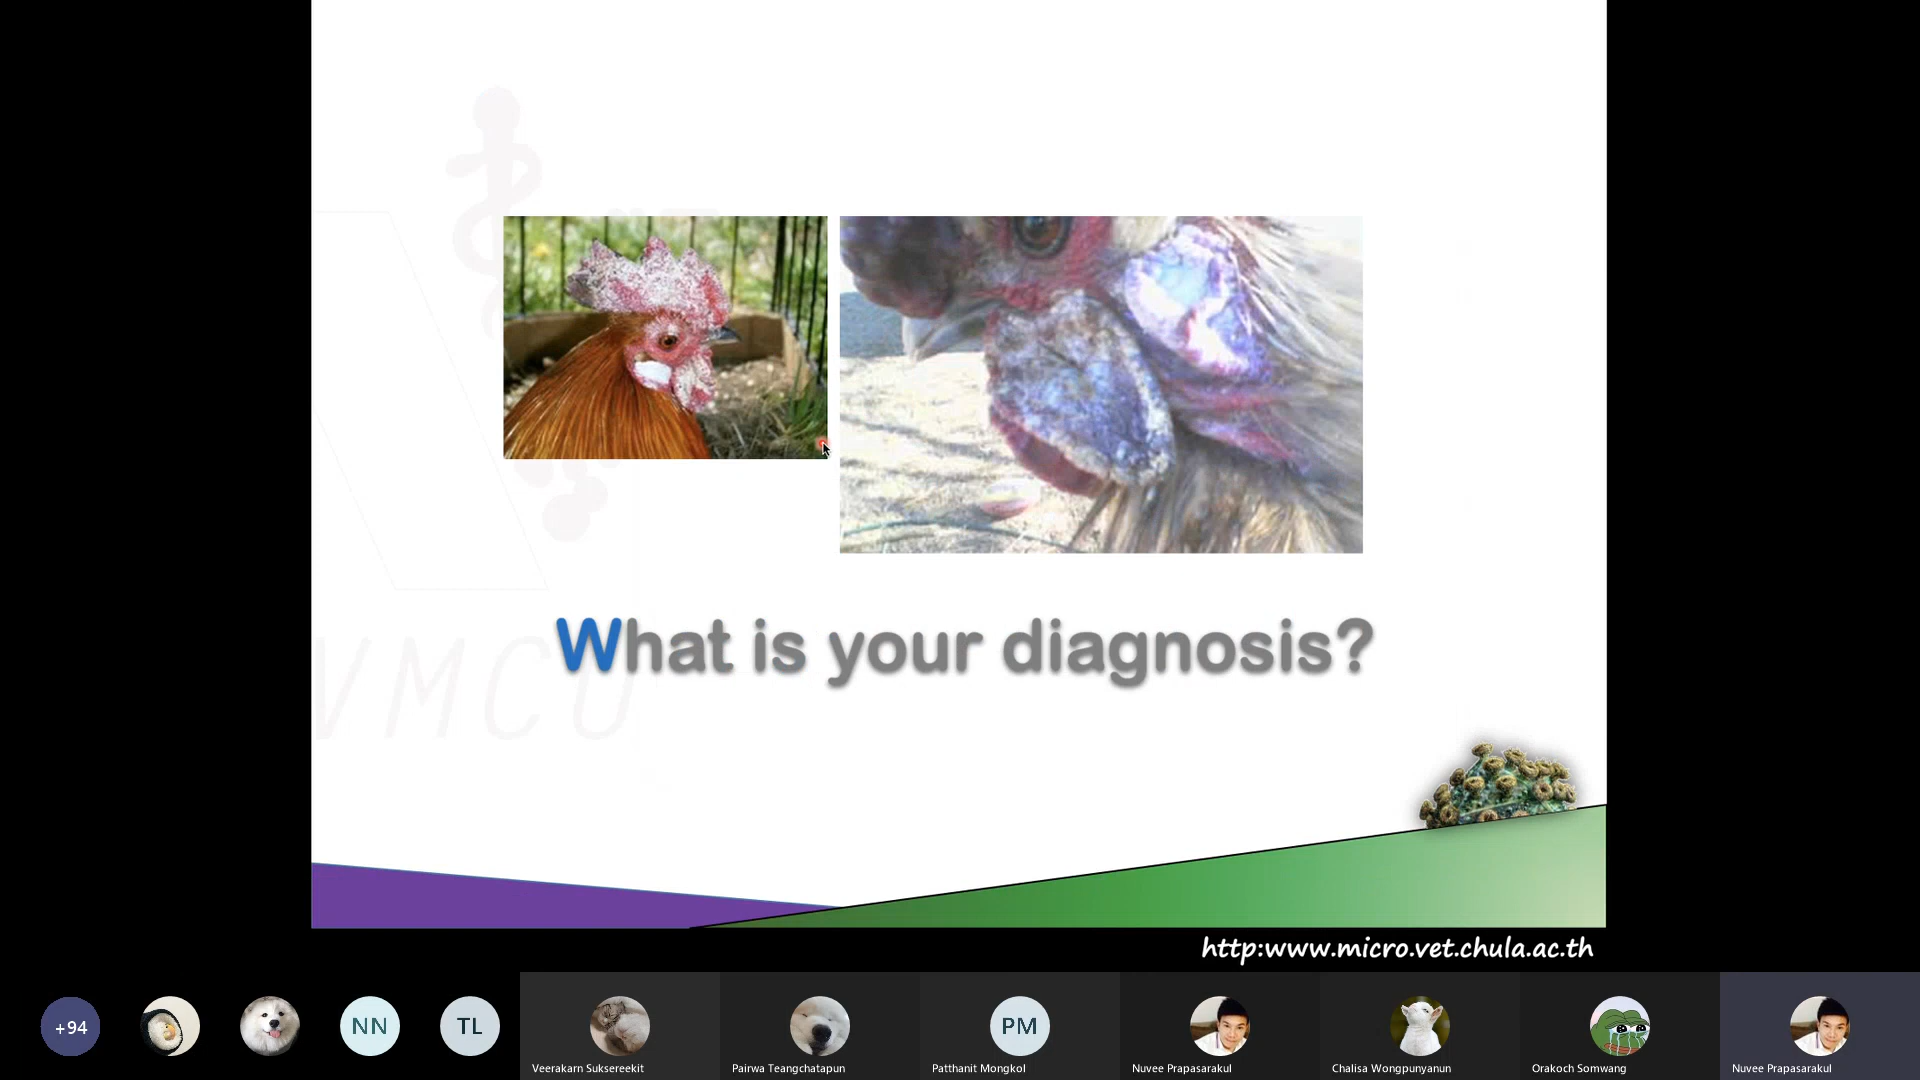 What is your diagnosis?
VMCU
http:www.micro.vet.chula.ac.th
+94
NN
TL
PM
Veerakarn Suksereekit
Pairwa Teangchatapun
Patthanit Mongkol
Nuvee Prapasarakul
Chalisa Wongpunyanun
Orakoch Somwang
Nuvee Prapasarakul